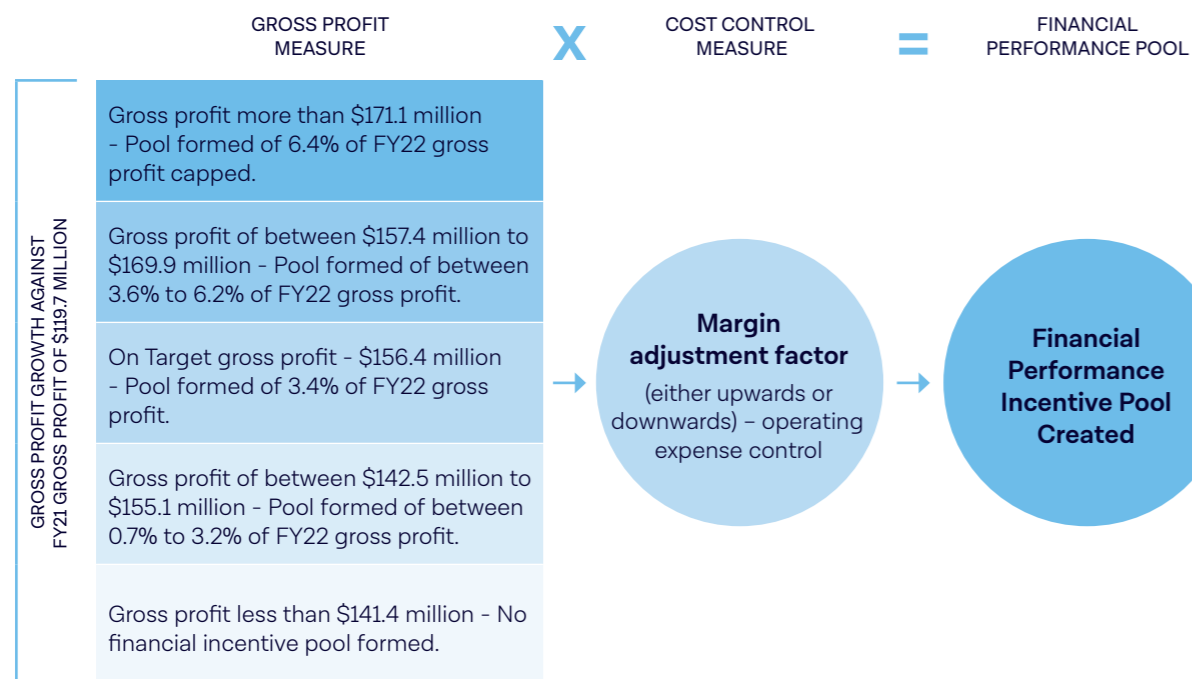 GROSS PROFIT
MEASURE
X
COST CONTROL
MEASURE
=
FINANCIAL
PERFORMANCE POOL
GROSS PROFIT GROWTH AGAINST
FY21 GROSS PROFIT OF $119.7 MILLION
Gross profit more than $171.1 million
- Pool formed of 6.4% of FY22 gross
profit capped.
Gross profit of between $157.4 million to
$169.9 million - Pool formed of between
3.6% to 6.2% of FY22 gross profit.
On Target gross profit - $156.4 million
- Pool formed of 3.4% of FY22 gross
profit.
Gross profit of between $142.5 million to
$155.1 million - Pool formed of between
0.7% to 3.2% of FY22 gross profit.
Gross profit less than $141.4 million - No
financial incentive pool formed.
Margin
adjustment factor
(either upwards or
downwards) – operating
expense control
Financial
Performance
Incentive Pool
Created